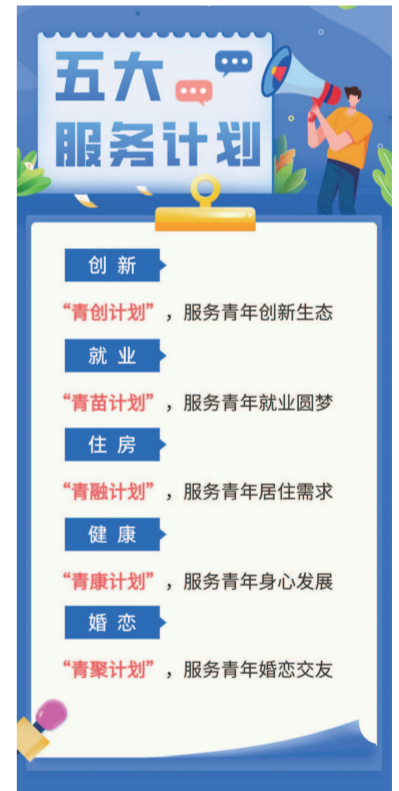 五大
服务计划
创新
“青创计划”，服务青年创新生态
就业
“青苗计划”，服务青年就业圆梦
住房
“青融计划”，服务青年居住需求
健康
“青康计划”，服务青年身心发展
婚恋
“青聚计划”，服务青年婚恋交友